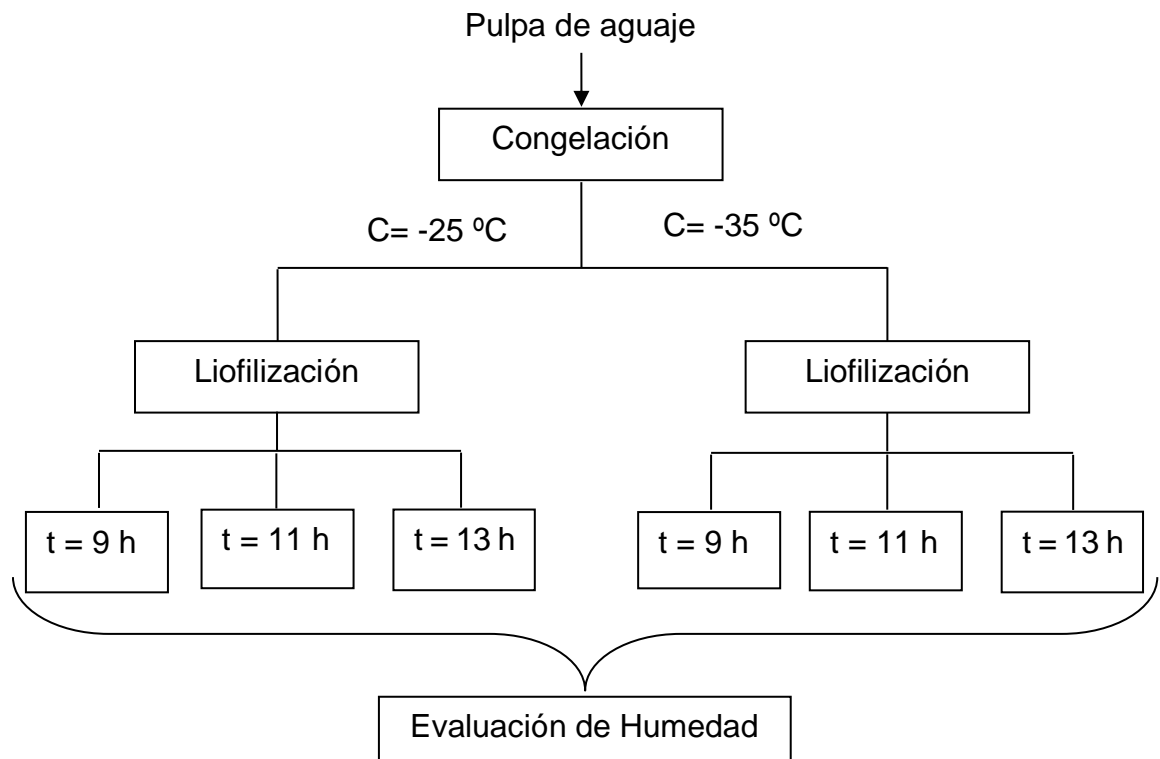 Pulpa de aguaje
Congelación
C= -25 ºC
C= -35 ºC
Liofilización
Liofilización
t = 9 h
t = 11 h
t = 13 h
t = 9 h
t = 11 h
t = 13 h
Evaluación de Humedad